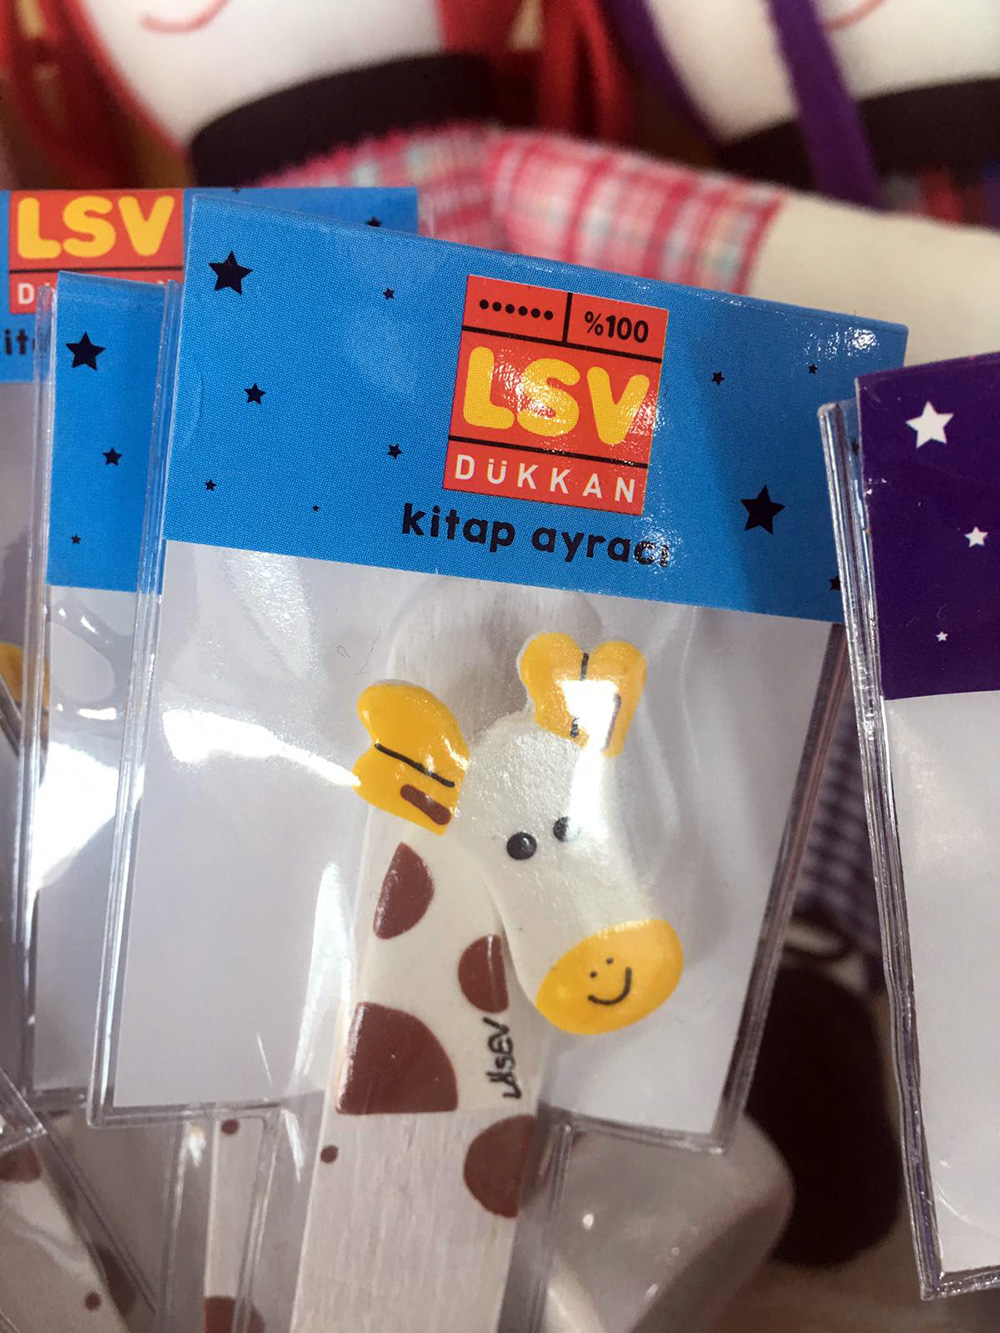 LSV
%100
LSV
DÜKKAN
kitap ayracı
LÖSEV